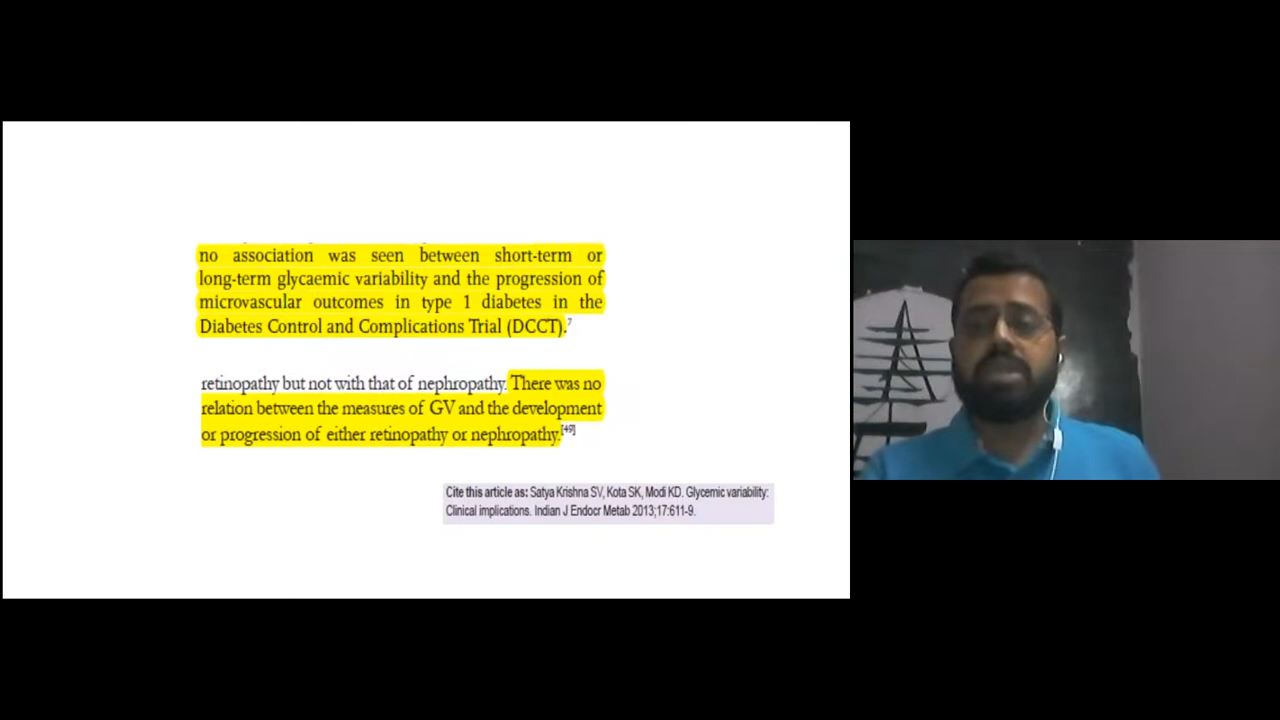 no association was seen between short-term or
long-term glycaemic variability and the progression of
microvascular outcomes in type 1 diabetes in the
Diabetes Control and Complications Trial (DCCT).7
retinopathy but not with that of nephropathy. There was no
relation between the measures of GV and the development
or progression of either retinopathy or nephropathy.[49]
Cite this article as: Satya Krishna SV, Kota SK, Modi KD. Glycemic variability:
Clinical implications. Indian J Endocr Metab 2013;17:611-9.